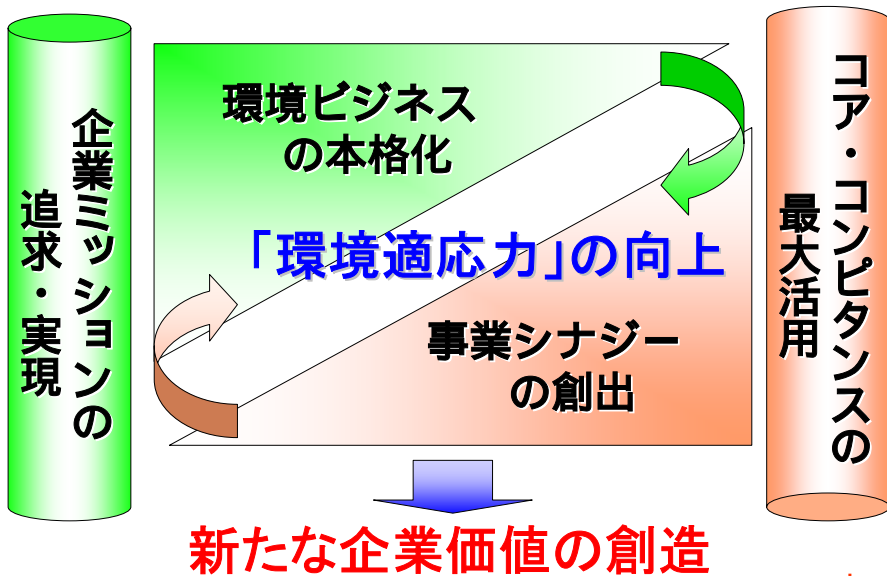 企業ミッションの
追求・実現
環境ビジネス
の本格化
「環境適応力」の向上
事業シナジー
の創出
コア・コンピタンスの
最大活用
新たな企業価値の創造